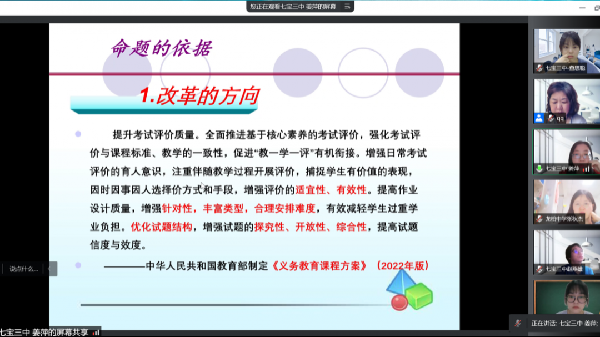 您正在观看七宝三中 姜萍的屏幕
命题的依据
1.改革的方向
提升考试评价质量。全面推进基于核心素养的考试评价，强化考试评
价与课程标准、教学的一致性，促进“教—学—评”有机衔接。增强日常考试
评价的育人意识，注重伴随教学过程开展评价，捕捉学生有价值的表现，
因时因事因人选择价方式和手段，增强评价的适宜性、有效性。提高作业
设计质量，增强针对性，丰富类型，合理安排难度，有效减轻学生过重学
业负担。优化试题结构，增强试题的探究性、开放性、综合性，提高试题
信度与效度。
————中华人民共和国教育部制定《义务教育课程方案》（2022年版）
说点什么...
七宝三中 姜萍的屏幕共享
七宝三中
七宝三中 姜萍
正在讲话: 七宝三中 姜萍;